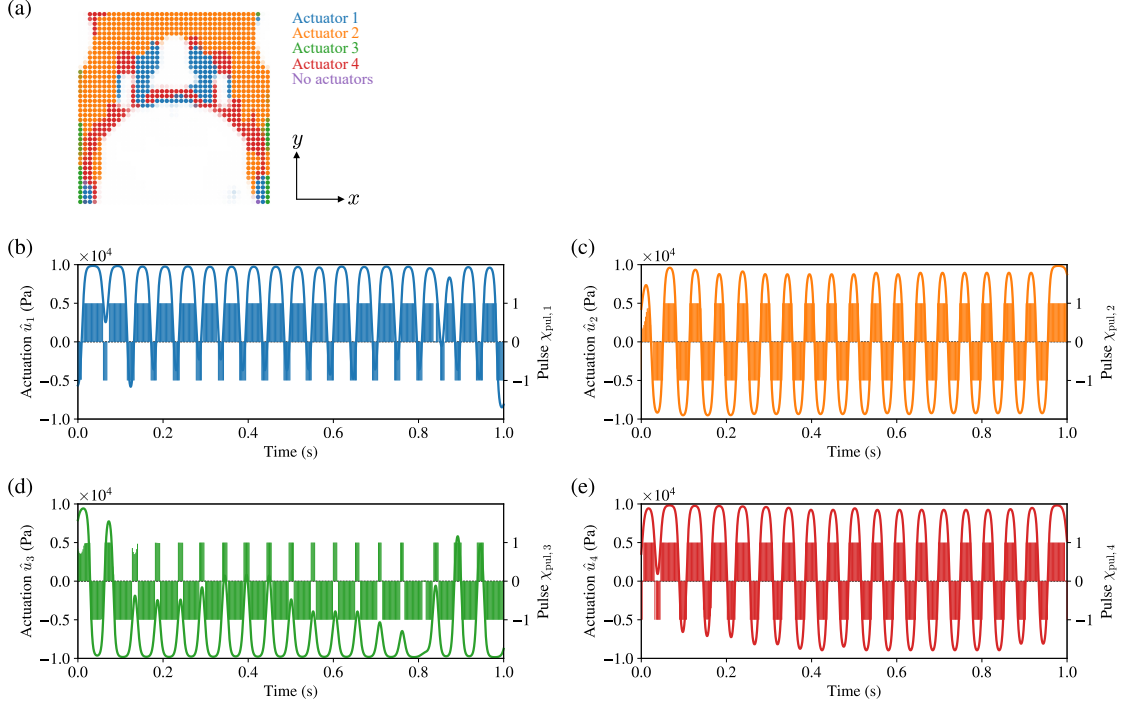 (a)
Actuator 1
Actuator 2
Actuator 3
Actuator 4
No actuators
y
x
(b)
×10⁴
1.0
0.5
0.0
−0.5
−1.0
Actuation û₁ (Pa)
1
0
−1
Pulse χpul, 1
0.0 0.2 0.4 0.6 0.8 1.0
Time (s)
(c)
×10⁴
1.0
0.5
0.0
−0.5
−1.0
Actuation û₂ (Pa)
1
0
−1
Pulse χpul, 2
0.0 0.2 0.4 0.6 0.8 1.0
Time (s)
(d)
×10⁴
1.0
0.5
0.0
−0.5
−1.0
Actuation û₃ (Pa)
1
0
−1
Pulse χpul, 3
0.0 0.2 0.4 0.6 0.8 1.0
Time (s)
(e)
×10⁴
1.0
0.5
0.0
−0.5
−1.0
Actuation û₄ (Pa)
1
0
−1
Pulse χpul, 4
0.0 0.2 0.4 0.6 0.8 1.0
Time (s)